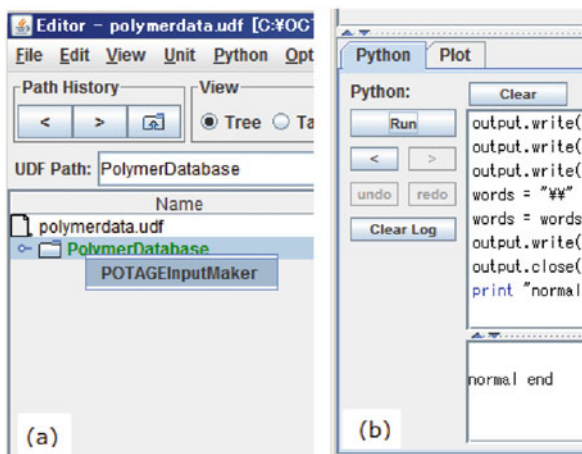 Editor - polymerdata.udf [C:¥OCT
File Edit View Unit Python Opt
Path History
View
< >
Tree Ta
UDF Path: PolymerDatabase
Name
polymerdata.udf
PolymerDatabase
POTAGEInputMaker
(a)
Python Plot
Python:
Clear
Run
< >
undo redo
Clear Log
output.write(
output.write(
output.write(
words = "¥¥"
words = words
output.write(
output.close(
print "normal
normal end
(b)